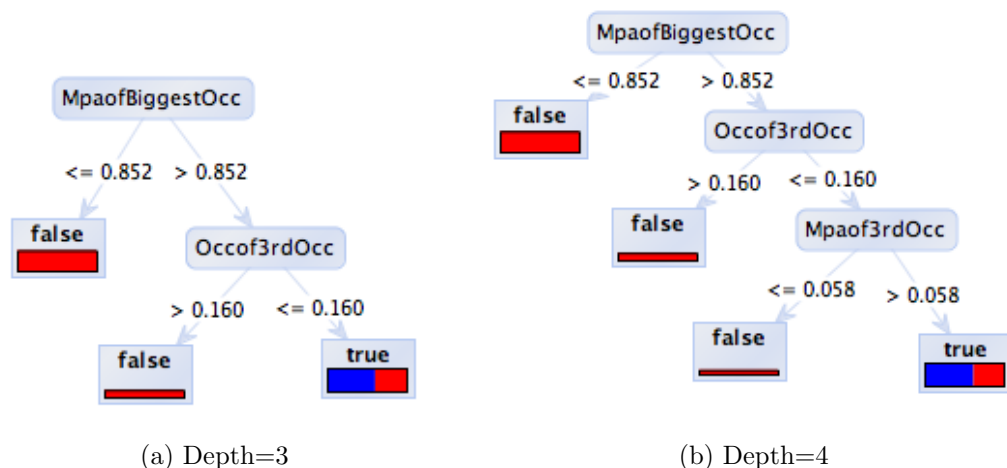 MpaofBiggestOcc
<= 0.852 > 0.852
false
Occof3rdOcc
> 0.160 <= 0.160
false
true
(a) Depth=3
MpaofBiggestOcc
<= 0.852 > 0.852
false
Occof3rdOcc
> 0.160 <= 0.160
false
Mpaof3rdOcc
<= 0.058 > 0.058
false
true
(b) Depth=4